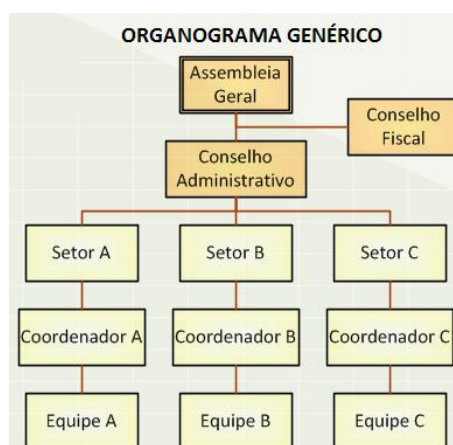 ORGANOGRAMA GENÉRICO
Assembleia
Geral
Conselho
Fiscal
Conselho
Administrativo
Setor A
Setor B
Setor C
Coordenador A
Coordenador B
Coordenador C
Equipe A
Equipe B
Equipe C